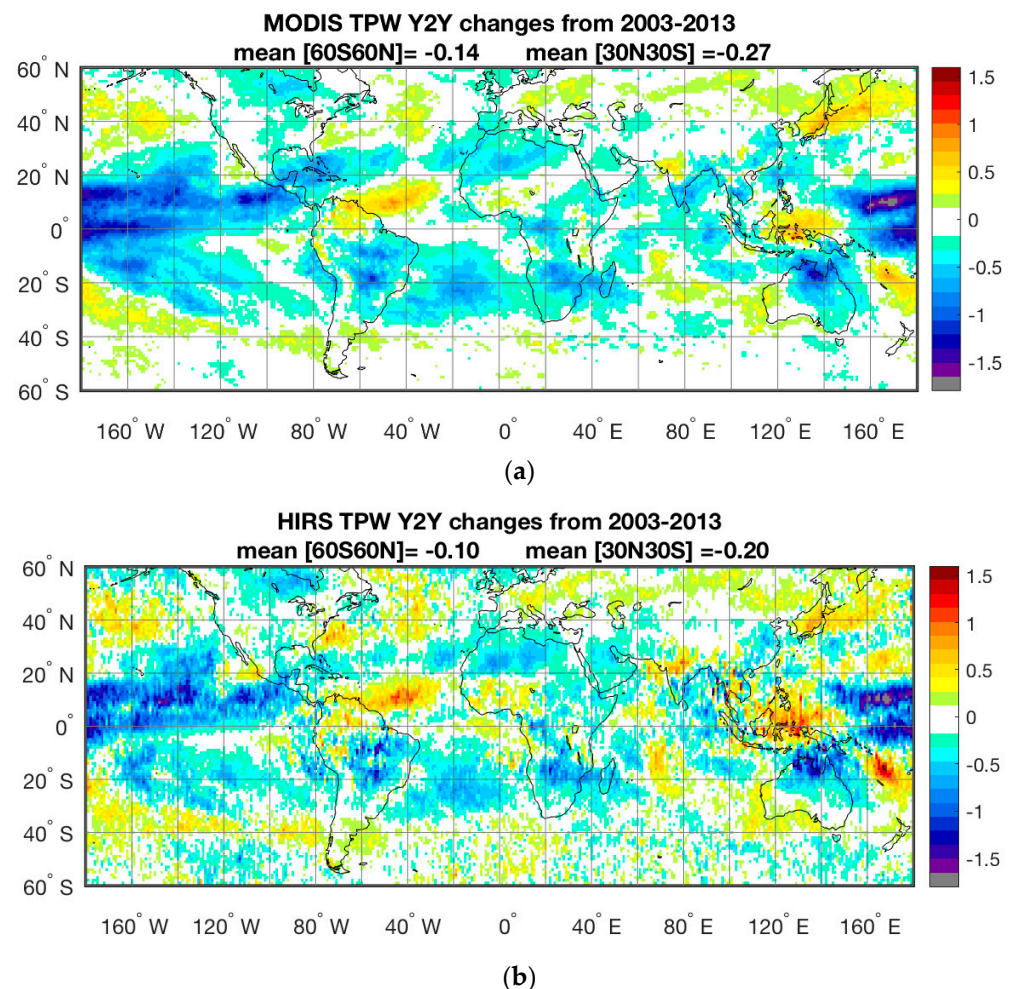 MODIS TPW Y2Y changes from 2003-2013
mean [60S60N]= -0.14 mean [30N30S] =-0.27
60° N
40° N
20° N
0°
20° S
40° S
60° S
160° W 120° W 80° W 40° W 0° 40° E 80° E 120° E 160° E
1.5
1
0.5
0
-0.5
-1
-1.5
(a)
HIRS TPW Y2Y changes from 2003-2013
mean [60S60N]= -0.10 mean [30N30S] =-0.20
60° N
40° N
20° N
0°
20° S
40° S
60° S
160° W 120° W 80° W 40° W 0° 40° E 80° E 120° E 160° E
1.5
1
0.5
0
-0.5
-1
-1.5
(b)